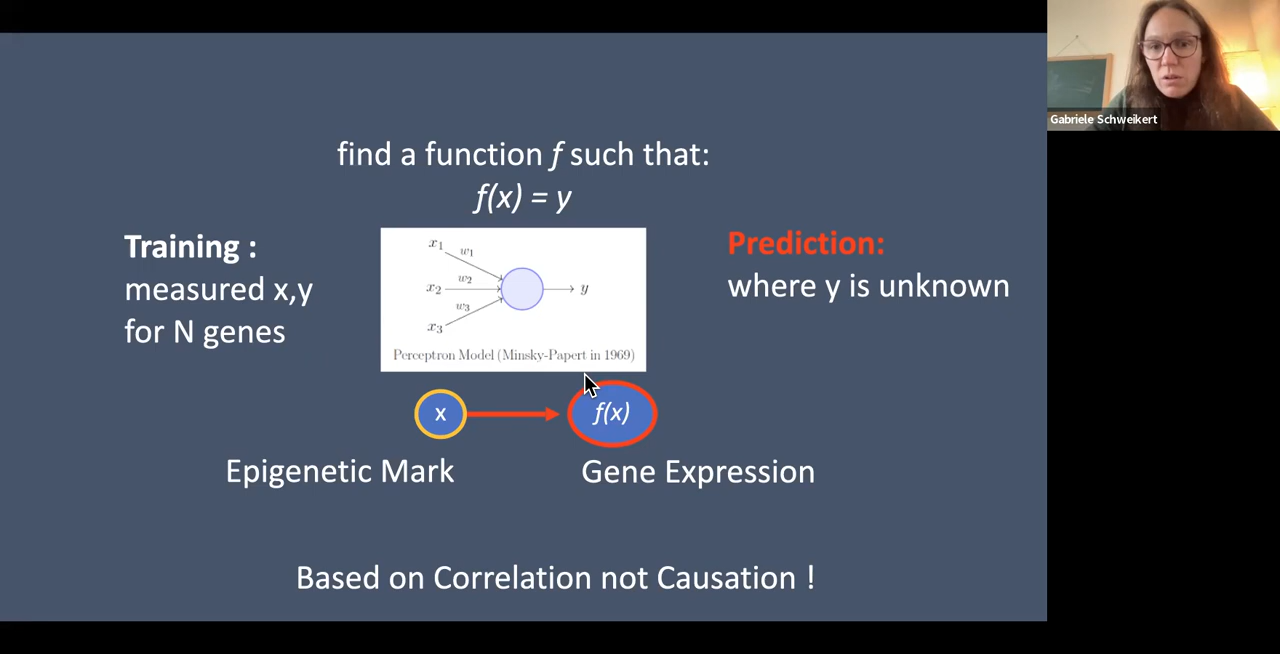 find a function f such that:
f(x) = y
Training :
measured x,y
for N genes
x1
w1
x2
w2
w3
x3
y
Perceptron Model (Minsky-Papert in 1969)
Prediction:
where y is unknown
x
f(x)
Epigenetic Mark
Gene Expression
Based on Correlation not Causation !
Gabriele Schweikert